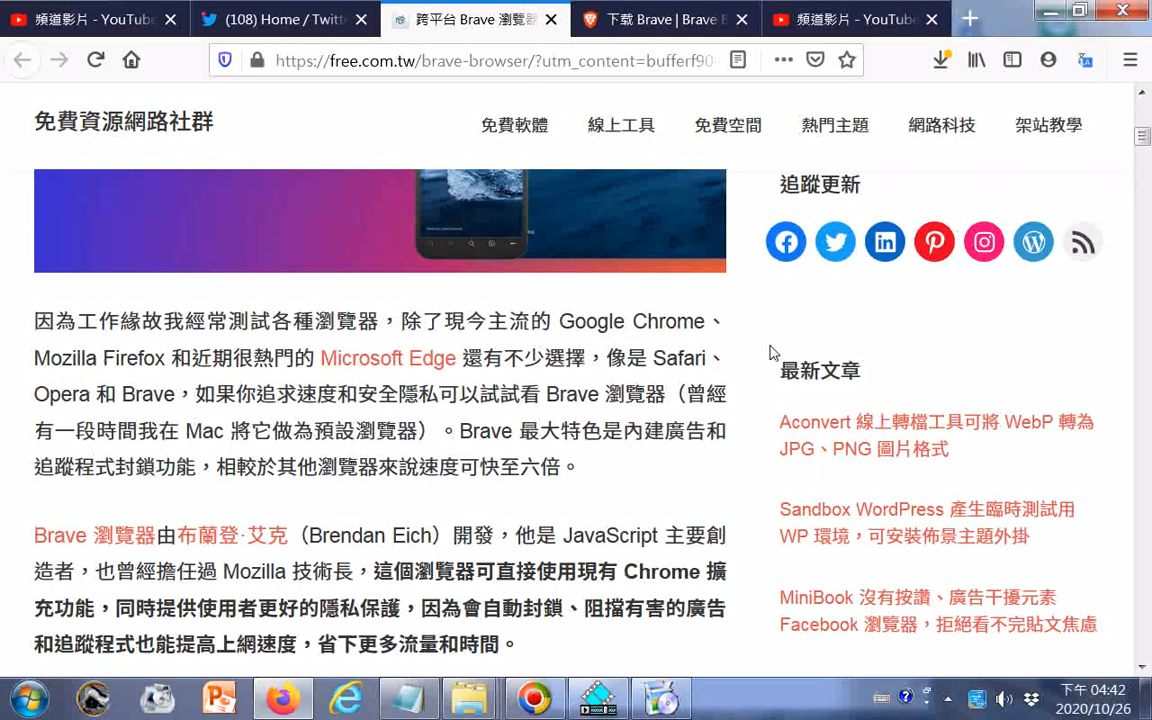 頻道影片 - YouTube
(108) Home / Twitt
跨平台 Brave 瀏覽器
下载 Brave | Brave B
頻道影片 - YouTube
https://free.com.tw/brave-browser/?utm_content=bufferf90
免費資源網路社群
免費軟體 線上工具 免費空間 熱門主題 網路科技 架站教學
因為工作緣故我經常測試各種瀏覽器，除了現今主流的 Google Chrome、
Mozilla Firefox 和近期很熱門的 Microsoft Edge 還有不少選擇，像是 Safari、
Opera 和 Brave，如果你追求速度和安全隱私可以試試看 Brave 瀏覽器（曾經
有一段時間我在 Mac 將它做為預設瀏覽器）。Brave 最大特色是內建廣告和
追蹤程式封鎖功能，相較於其他瀏覽器來說速度可快至六倍。
Brave 瀏覽器由布蘭登·艾克（Brendan Eich）開發，他是 JavaScript 主要創
造者，也曾經擔任過 Mozilla 技術長，這個瀏覽器可直接使用現有 Chrome 擴
充功能，同時提供使用者更好的隱私保護，因為會自動封鎖、阻擋有害的廣告
和追蹤程式也能提高上網速度，省下更多流量和時間。
追蹤更新
最新文章
Aconvert 線上轉檔工具可將 WebP 轉為
JPG、PNG 圖片格式
Sandbox WordPress 產生臨時測試用
WP 環境，可安裝佈景主題外掛
MiniBook 沒有按讚、廣告干擾元素
Facebook 瀏覽器，拒絕看不完貼文焦慮
下午 04:42
2020/10/26